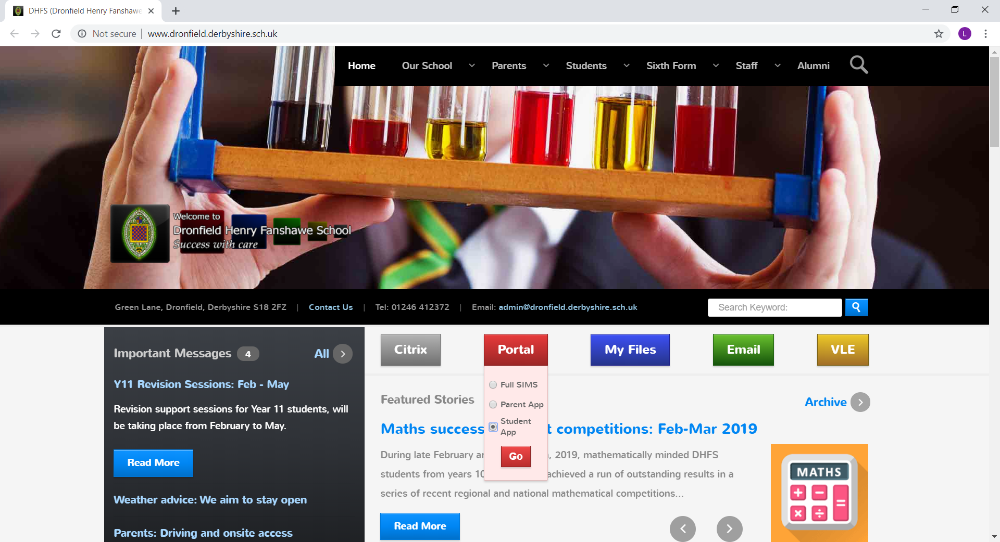 DHFS (Dronfield Henry Fanshawe
Not secure | www.dronfield.derbyshire.sch.uk
L
Home Our School Parents Students Sixth Form Staff Alumni
Welcome to
Dronfield Henry Fanshawe School
Success with care
Green Lane, Dronfield, Derbyshire S18 2FZ | Contact Us | Tel: 01246 412372 | Email: admin@dronfield.derbyshire.sch.uk
Search Keyword:
Important Messages 4 All
Y11 Revision Sessions: Feb - May
Revision support sessions for Year 11 students, will
be taking place from February to May.
Read More
Weather advice: We aim to stay open
Parents: Driving and onsite access
Citrix Portal My Files Email VLE
Full SIMS
Parent App
Student
App
Go
Featured Stories
Archive
Maths success t competitions: Feb-Mar 2019
During late February , 2019, mathematically minded DHFS
students from years 10 achieved a run of outstanding results in a
series of recent regional and national mathematical competitions...
Read More
MATHS